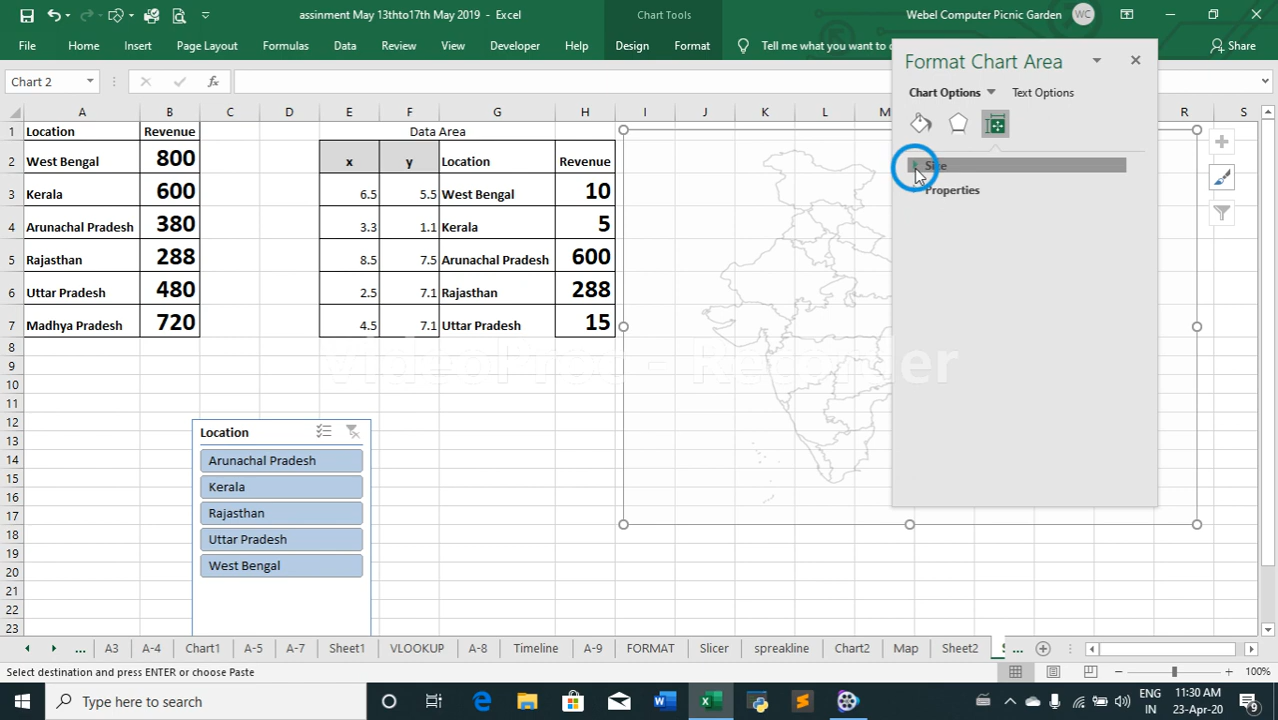 assinment May 13thto17th May 2019 - Excel
Chart Tools
Webel Computer Picnic Garden
WC
File Home Insert Page Layout Formulas Data Review View Developer Help Design Format Tell me what you want to Share
Chart 2
fx
Format Chart Area
Chart Options Text Options
Size
Properties
A B C D E F G H I J K L M R S
1 Location Revenue Data Area
2 West Bengal 800 x y Location Revenue
3 Kerala 600 6.5 5.5 West Bengal 10
4 Arunachal Pradesh 380 3.3 1.1 Kerala 5
5 Rajasthan 288 8.5 7.5 Arunachal Pradesh 600
6 Uttar Pradesh 480 2.5 7.1 Rajasthan 288
7 Madhya Pradesh 720 4.5 7.1 Uttar Pradesh 15
8
9
VideoProc - Recorder
10
11
12
13
14
15
16
17
18
19
20
21
22
23
Location
Arunachal Pradesh
Kerala
Rajasthan
Uttar Pradesh
West Bengal
... A3 A-4 Chart1 A-5 A-7 Sheet1 VLOOKUP A-8 Timeline A-9 FORMAT Slicer spreakline Chart2 Map Sheet2 S ...
Select destination and press ENTER or choose Paste
100%
Type here to search
ENG
IN
11:30 AM
23-Apr-20
9